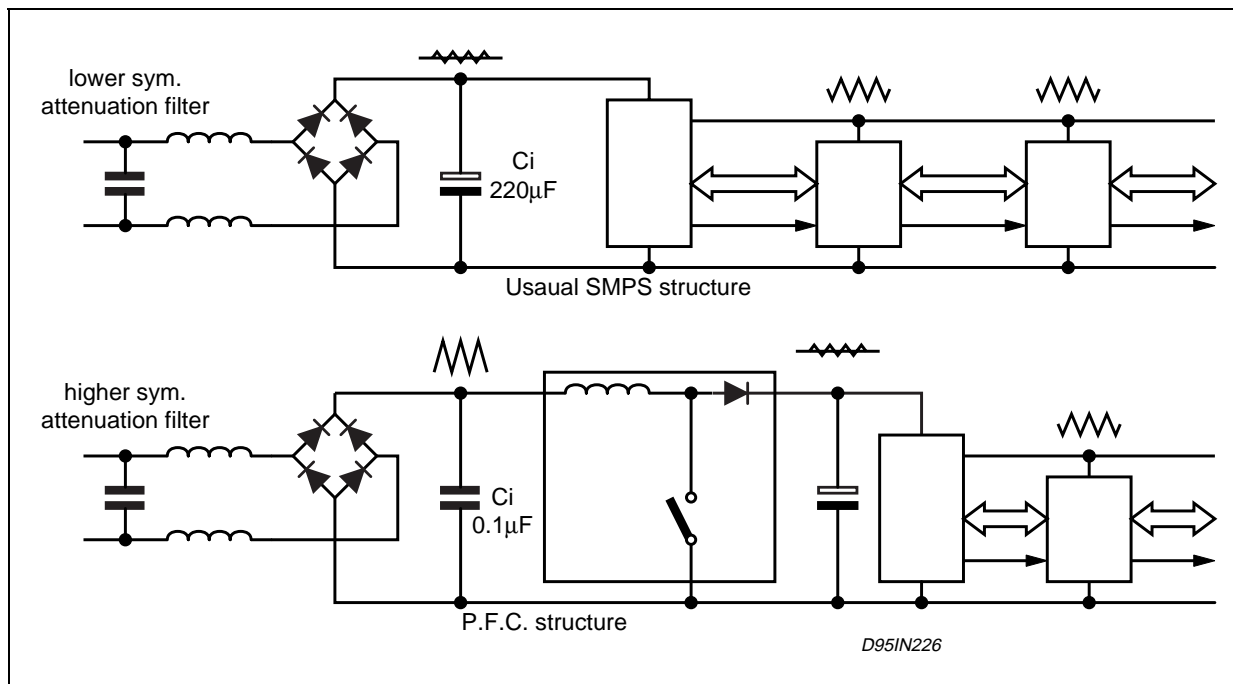 lower sym.
attenuation filter
Ci
220µF
Usaual SMPS structure
higher sym.
attenuation filter
Ci
0.1µF
P.F.C. structure
D95IN226